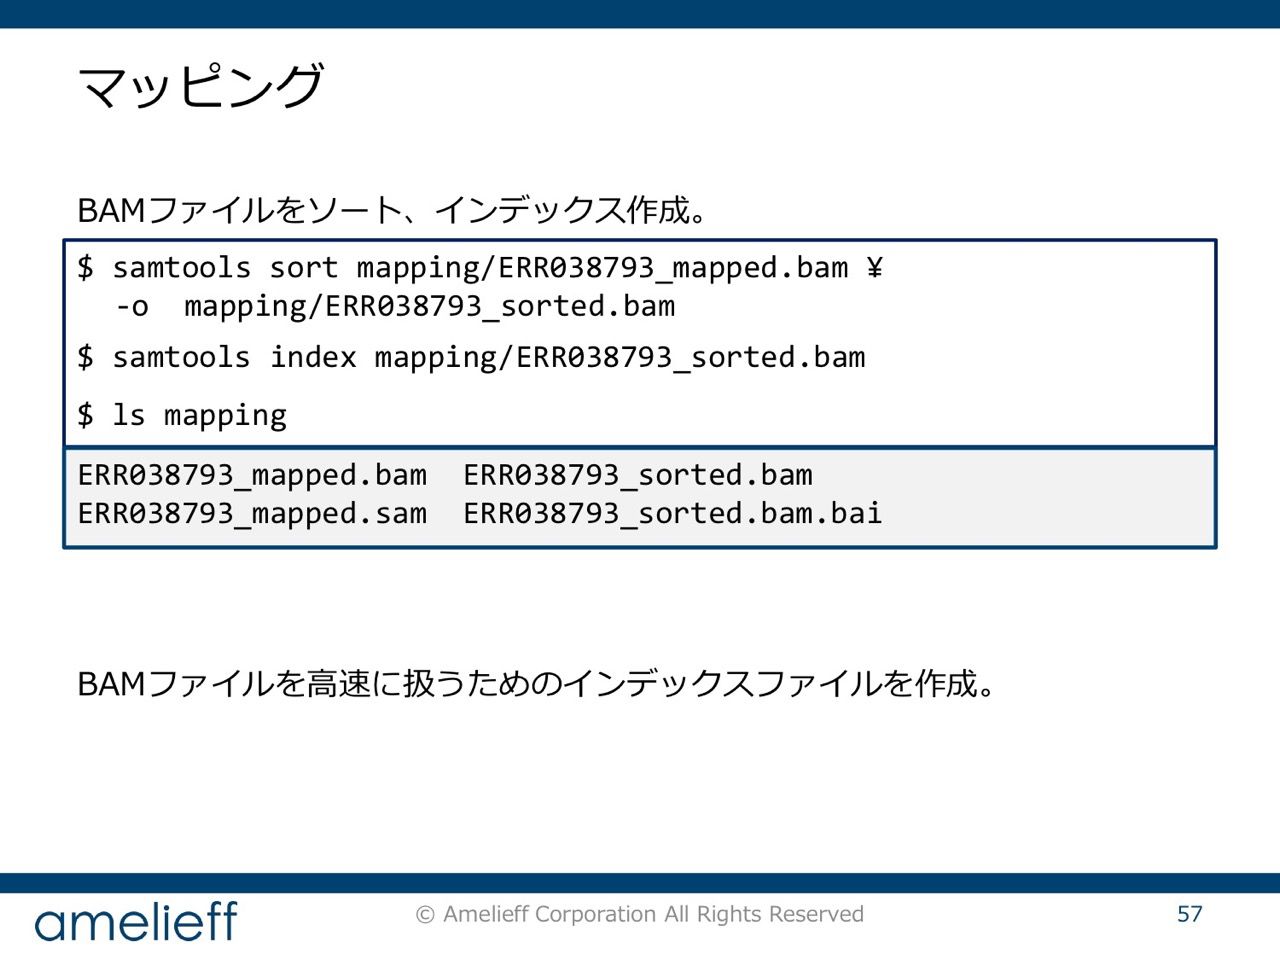 マッピング
BAMファイルをソート、インデックス作成。
$ samtools sort mapping/ERR038793_mapped.bam ¥
-o mapping/ERR038793_sorted.bam
$ samtools index mapping/ERR038793_sorted.bam
$ ls mapping
ERR038793_mapped.bam ERR038793_sorted.bam
ERR038793_mapped.sam ERR038793_sorted.bam.bai
BAMファイルを高速に扱うためのインデックスファイルを作成。
amelieff
© Amelieff Corporation All Rights Reserved
57